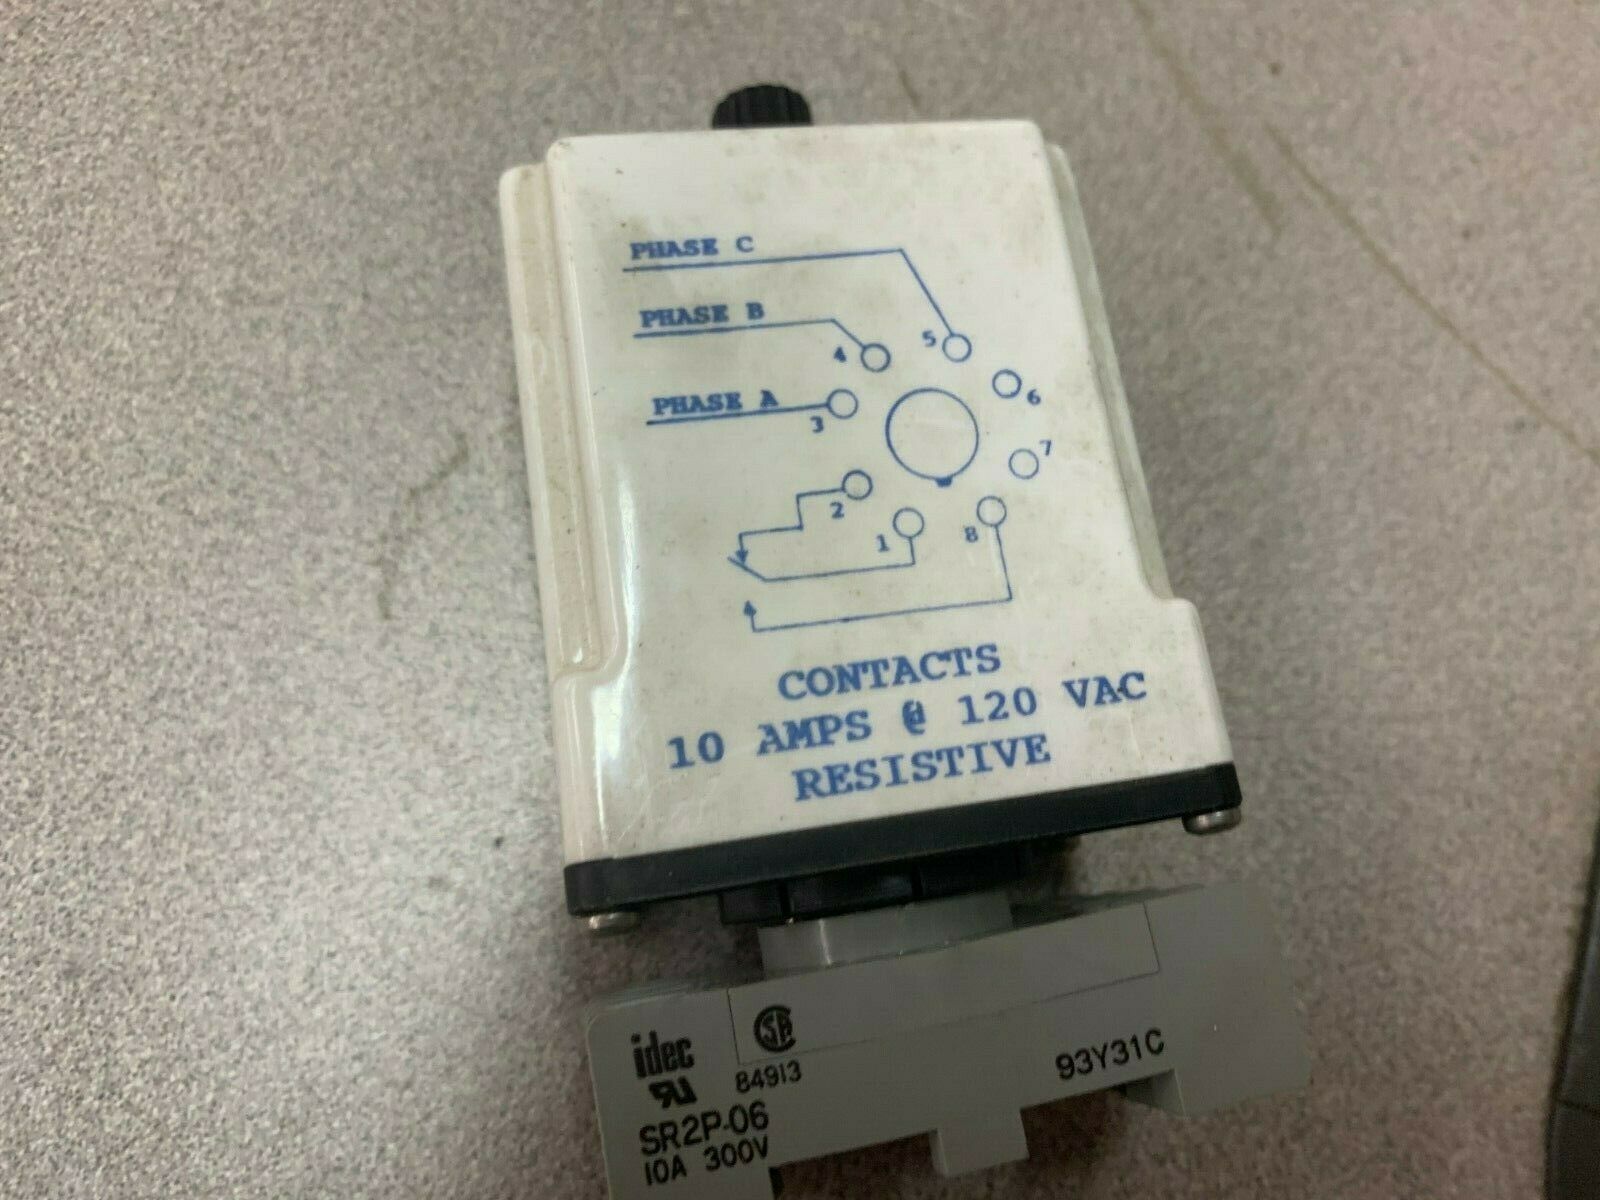 PHASE C
PHASE B
PHASE A
5
4
6
3
7
2
1
8
CONTACTS
10 AMPS @ 120 VAC
RESISTIVE
idec
SA
84913
93Y31C
SR2P-06
10A 300V